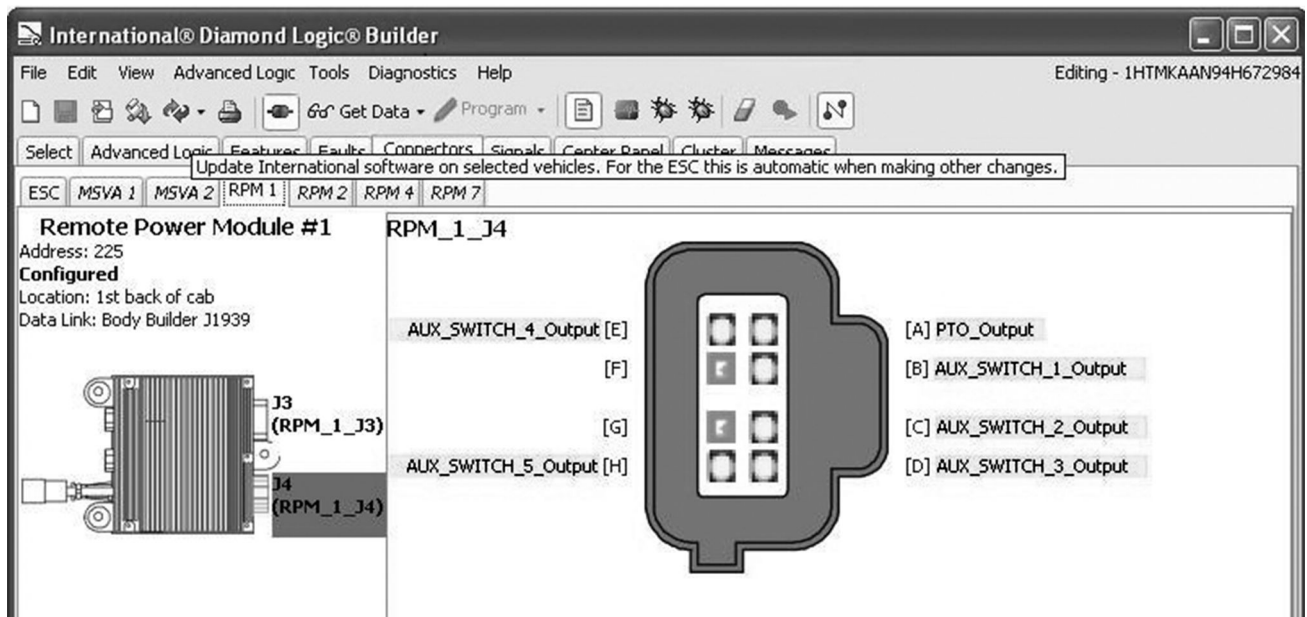 International® Diamond Logic® Builder
File Edit View Advanced Logic Tools Diagnostics Help Editing - 1HTMKAAN94H672984
Get Data Program
Select Advanced Logic Features Faults Connectors Signals Center Panel Cluster Messages
Update International software on selected vehicles. For the ESC this is automatic when making other changes.
ESC MSVA 1 MSVA 2 RPM 1 RPM 2 RPM 4 RPM 7
Remote Power Module #1
Address: 225
Configured
Location: 1st back of cab
Data Link: Body Builder J1939
J3
(RPM_1_J3)
J4
(RPM_1_J4)
RPM_1_J4
AUX_SWITCH_4_Output [E] [A] PTO_Output
[F] [B] AUX_SWITCH_1_Output
[G] [C] AUX_SWITCH_2_Output
AUX_SWITCH_5_Output [H] [D] AUX_SWITCH_3_Output